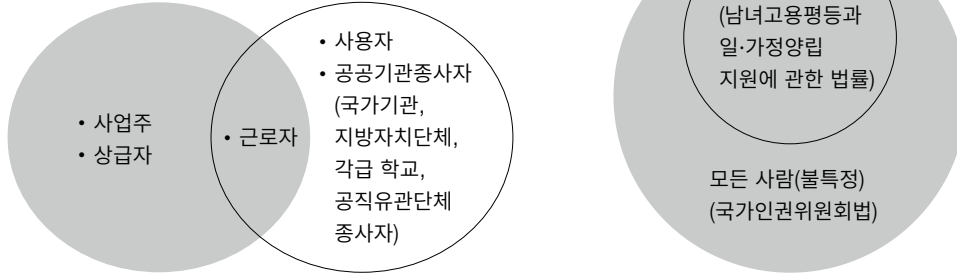 • 사업주
• 상급자
• 근로자
• 사용자
• 공공기관종사자
(국가기관,
지방자치단체,
각급 학교,
공직유관단체
종사자)
(남녀고용평등과
일·가정양립
지원에 관한 법률)
모든 사람(불특정)
(국가인권위원회법)